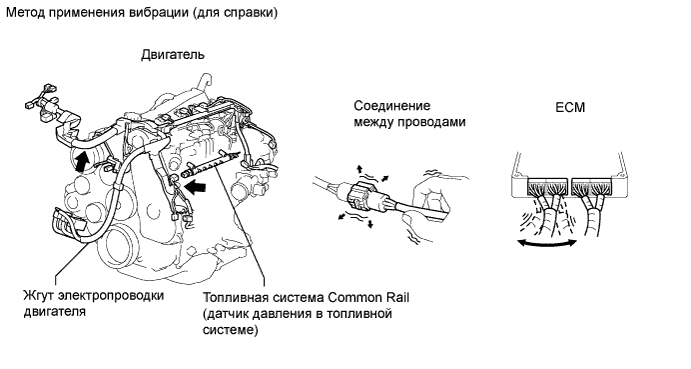 Метод применения вибрации (для справки)
Двигатель
Соединение
между проводами
ECM
Жгут электропроводки
двигателя
Топливная система Common Rail
(датчик давления в топливной
системе)